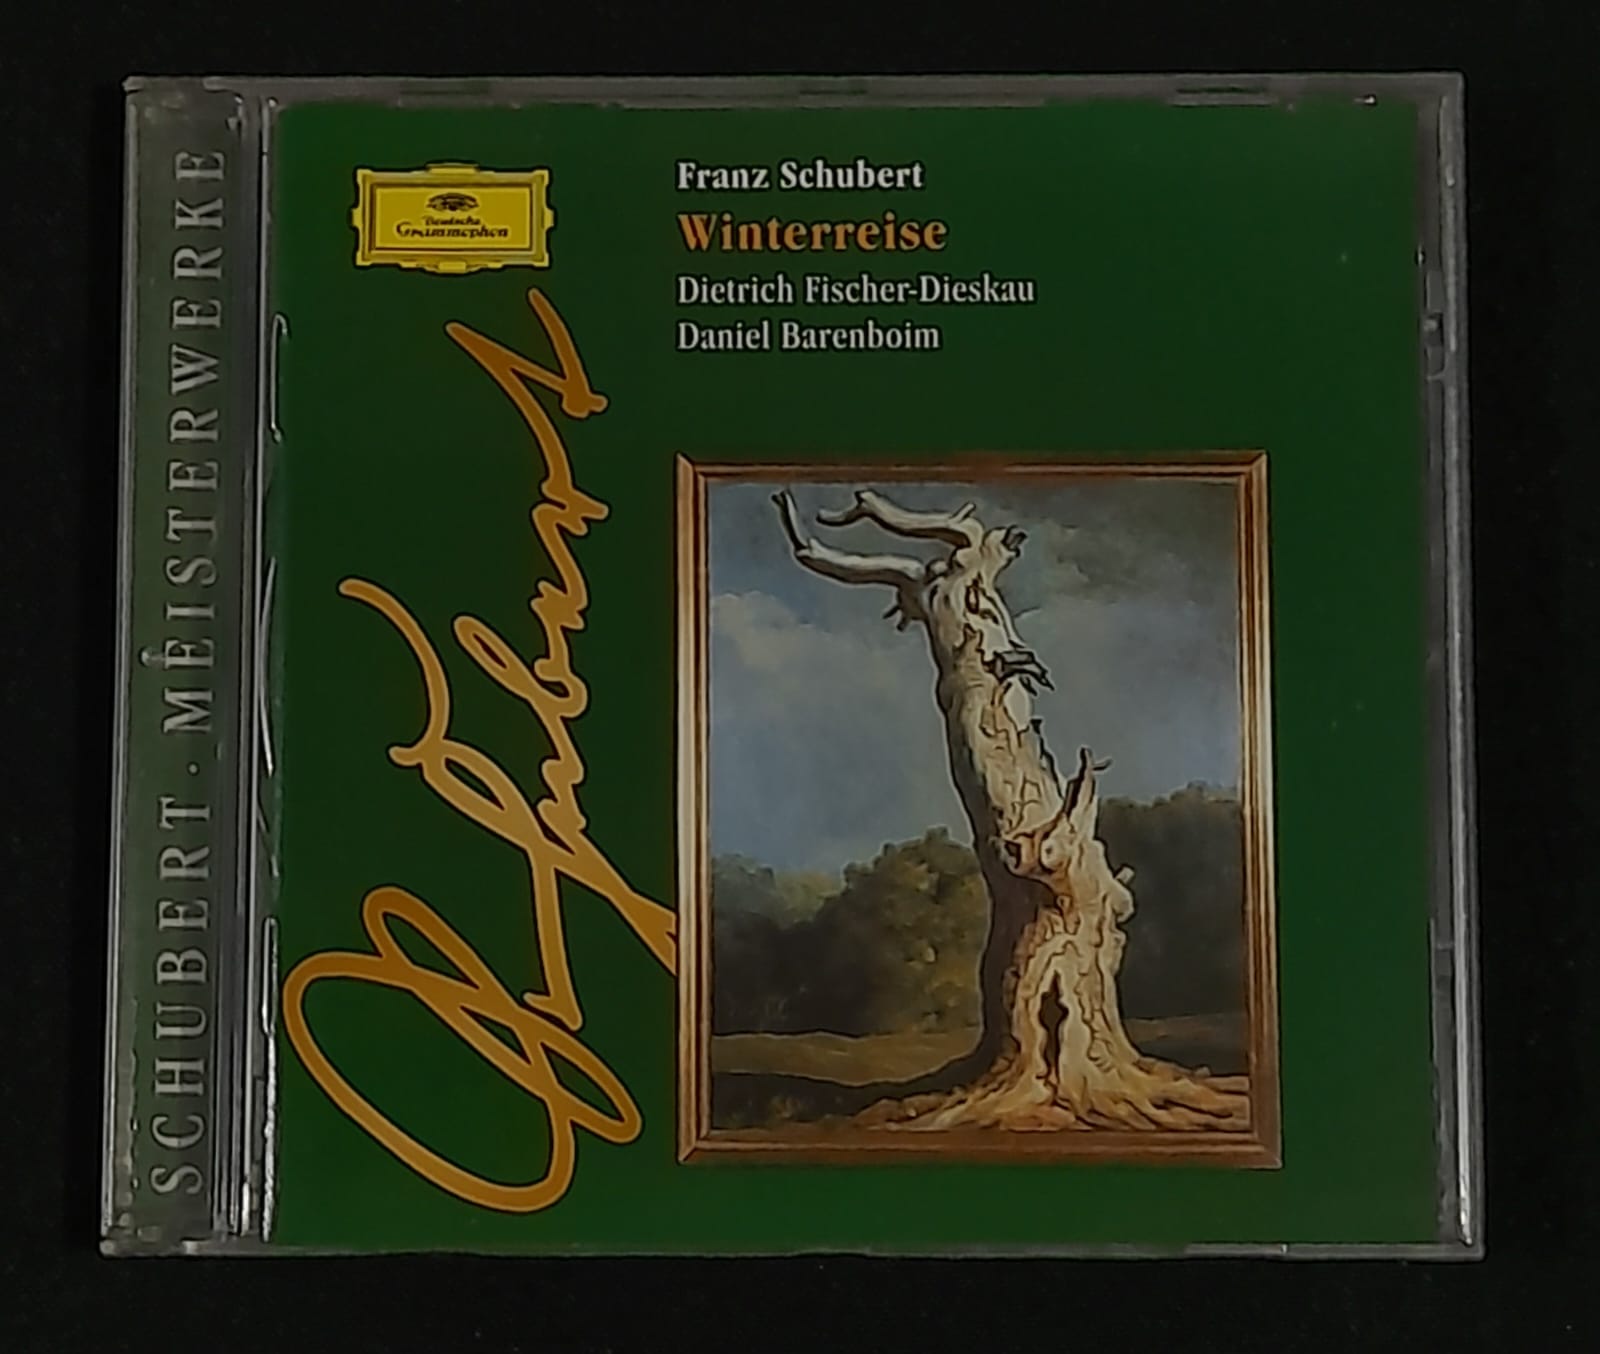 SCHUBERT · MEISTERWERKE
Deutsche
Grammophon
Franz Schubert
Winterreise
Dietrich Fischer-Dieskau
Daniel Barenboim